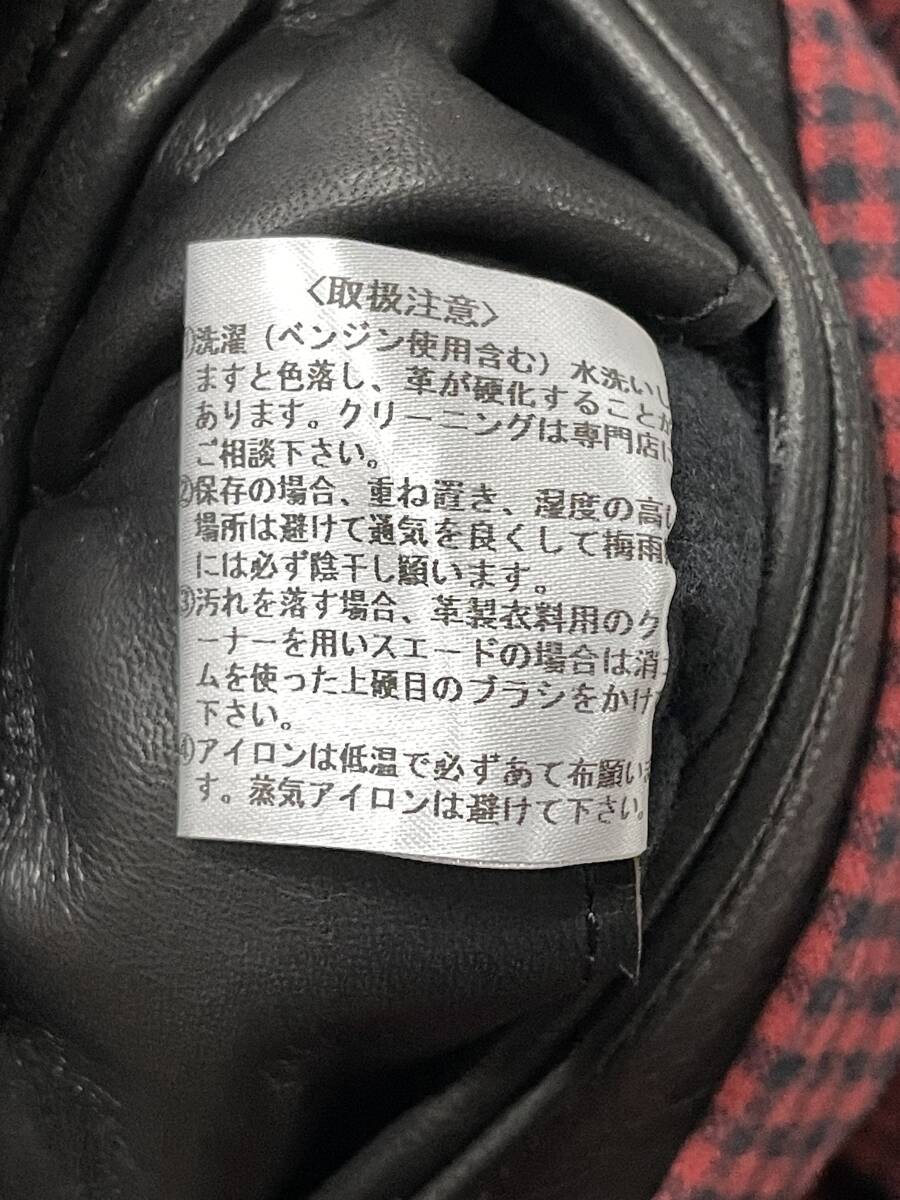 〈取扱注意〉
①洗濯（ベンジン使用含む）水洗いし
ますと色落し、革が硬化することが
あります。クリーニングは専門店に
ご相談下さい。
②保存の場合、重ね置き、湿度の高い
場所は避けて通気を良くして梅雨
には必ず陰干し願います。
③汚れを落す場合、革製衣料用のク
ーナーを用いスエードの場合は消
ムを使った上硬目のブラシをかけて
下さい。
④アイロンは低温で必ずあて布願いま
す。蒸気アイロンは避けて下さい。